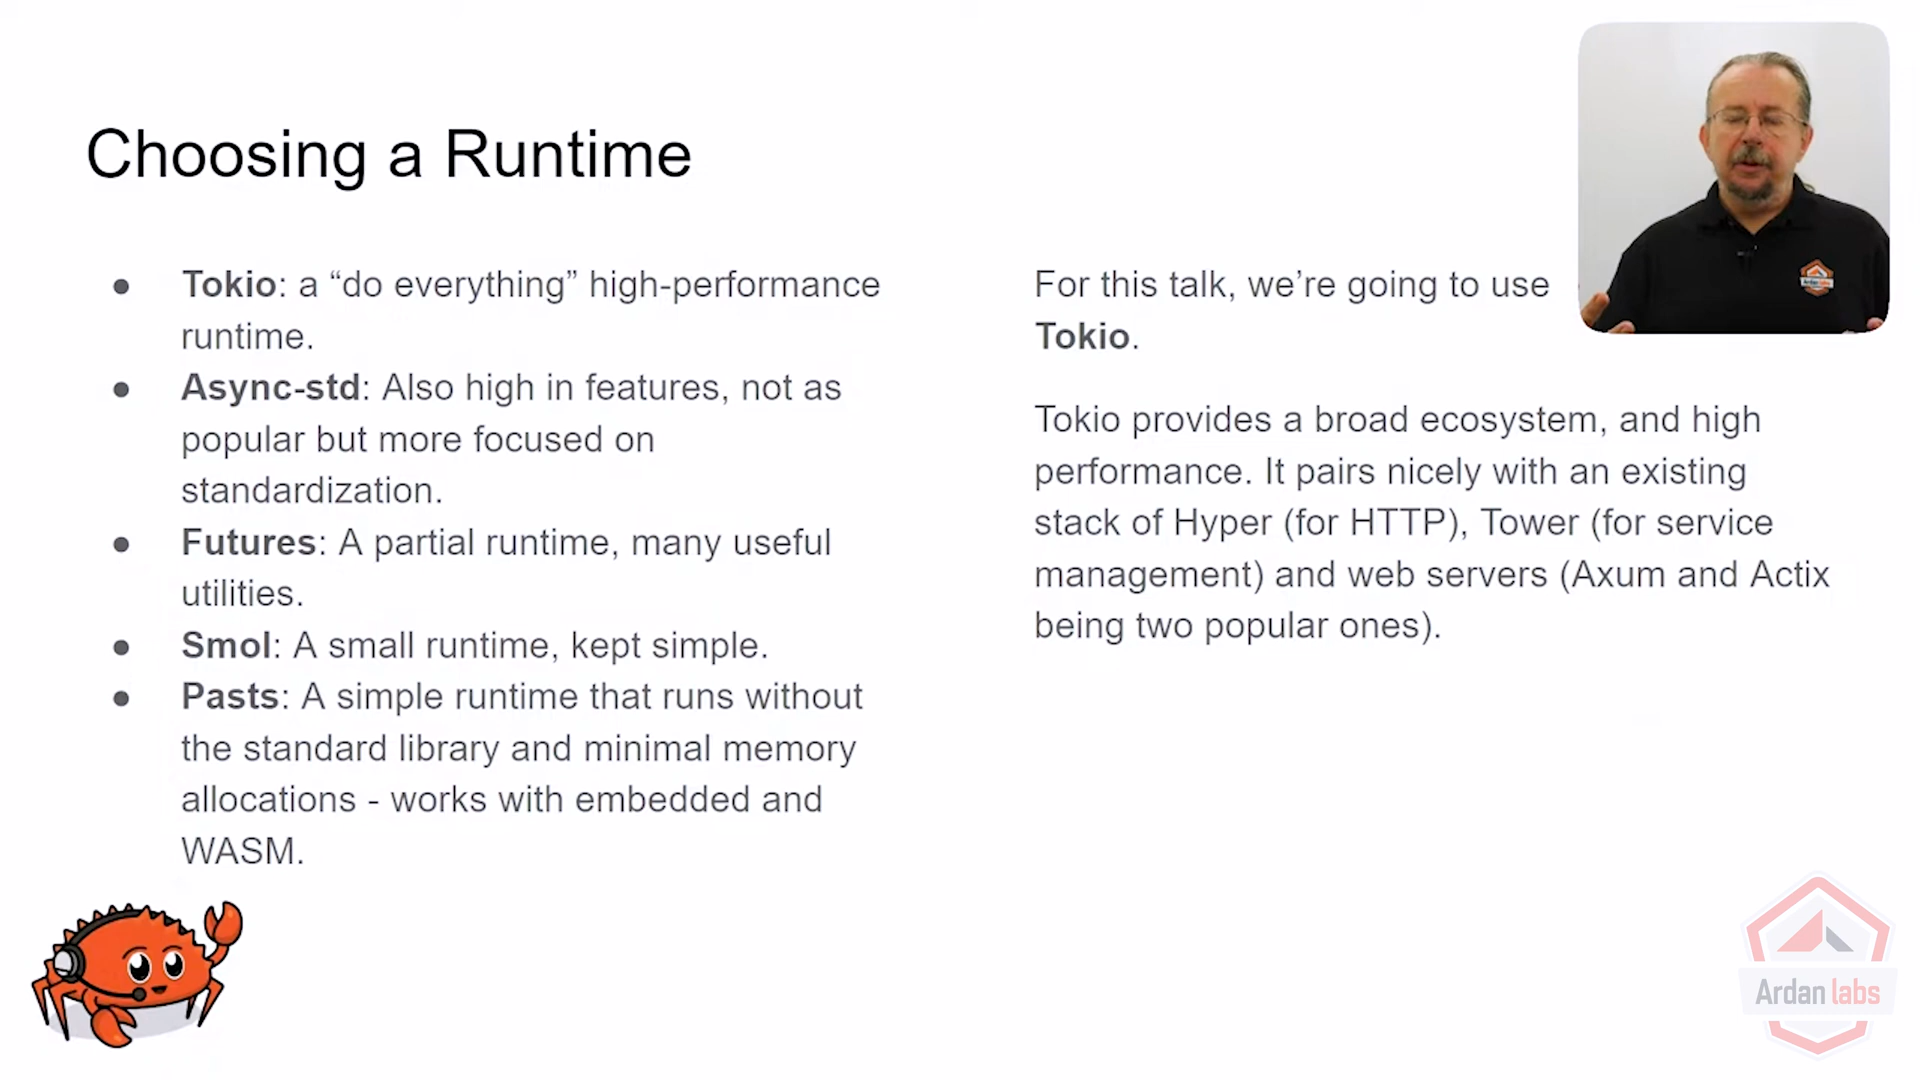 Choosing a Runtime
● Tokio: a “do everything” high-performance
runtime.
● Async-std: Also high in features, not as
popular but more focused on
standardization.
● Futures: A partial runtime, many useful
utilities.
● Smol: A small runtime, kept simple.
● Pasts: A simple runtime that runs without
the standard library and minimal memory
allocations - works with embedded and
WASM.
For this talk, we’re going to use
Tokio.
Tokio provides a broad ecosystem, and high
performance. It pairs nicely with an existing
stack of Hyper (for HTTP), Tower (for service
management) and web servers (Axum and Actix
being two popular ones).
Ardan labs
Ardan labs